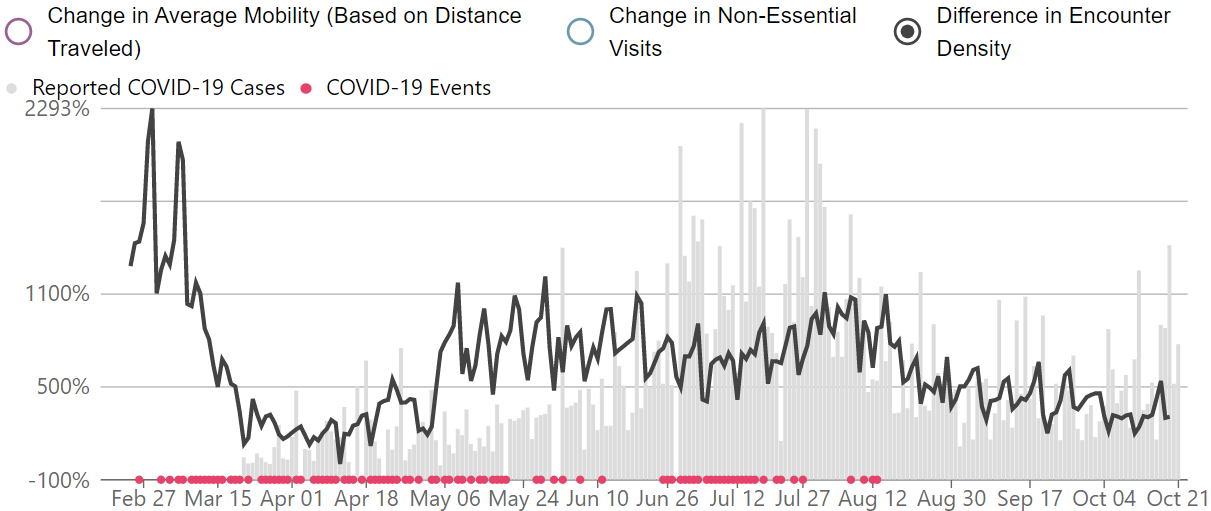 Change in Average Mobility (Based on Distance Traveled)
Change in Non-Essential Visits
Difference in Encounter Density
Reported COVID-19 Cases
COVID-19 Events
2293%
1100%
500%
-100%
Feb 27 Mar 15 Apr 01 Apr 18 May 06 May 24 Jun 10 Jun 26 Jul 12 Jul 27 Aug 12 Aug 30 Sep 17 Oct 04 Oct 21